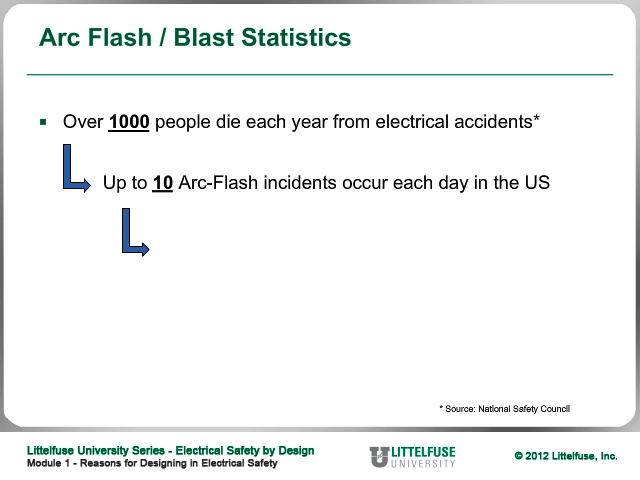 Arc Flash / Blast Statistics
Over 1000 people die each year from electrical accidents*
Up to 10 Arc-Flash incidents occur each day in the US
* Source: National Safety Council
Littelfuse University Series - Electrical Safety by Design
Module 1 - Reasons for Designing in Electrical Safety
LITTELFUSE
UNIVERSITY
© 2012 Littelfuse, Inc.